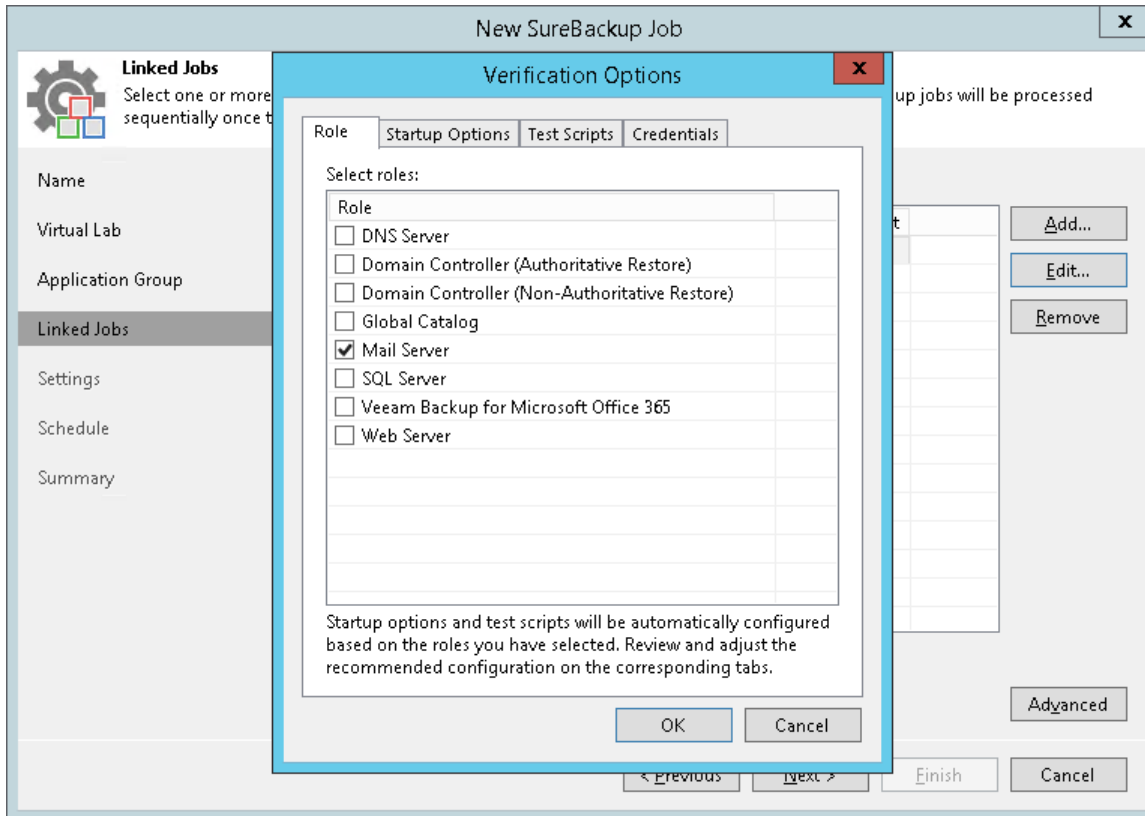 New SureBackup Job
x
Linked Jobs
Select one or more
up jobs will be processed
sequentially once t
Name
Virtual Lab
Application Group
Linked Jobs
Settings
Schedule
Summary
t
Add...
Edit...
Remove
Advanced
Verification Options
x
Role
Startup Options
Test Scripts
Credentials
Select roles:
Role
DNS Server
Domain Controller (Authoritative Restore)
Domain Controller (Non-Authoritative Restore)
Global Catalog
Mail Server
SQL Server
Veeam Backup for Microsoft Office 365
Web Server
Startup options and test scripts will be automatically configured
based on the roles you have selected. Review and adjust the
recommended configuration on the corresponding tabs.
OK
Cancel
< Previous
Next >
Finish
Cancel